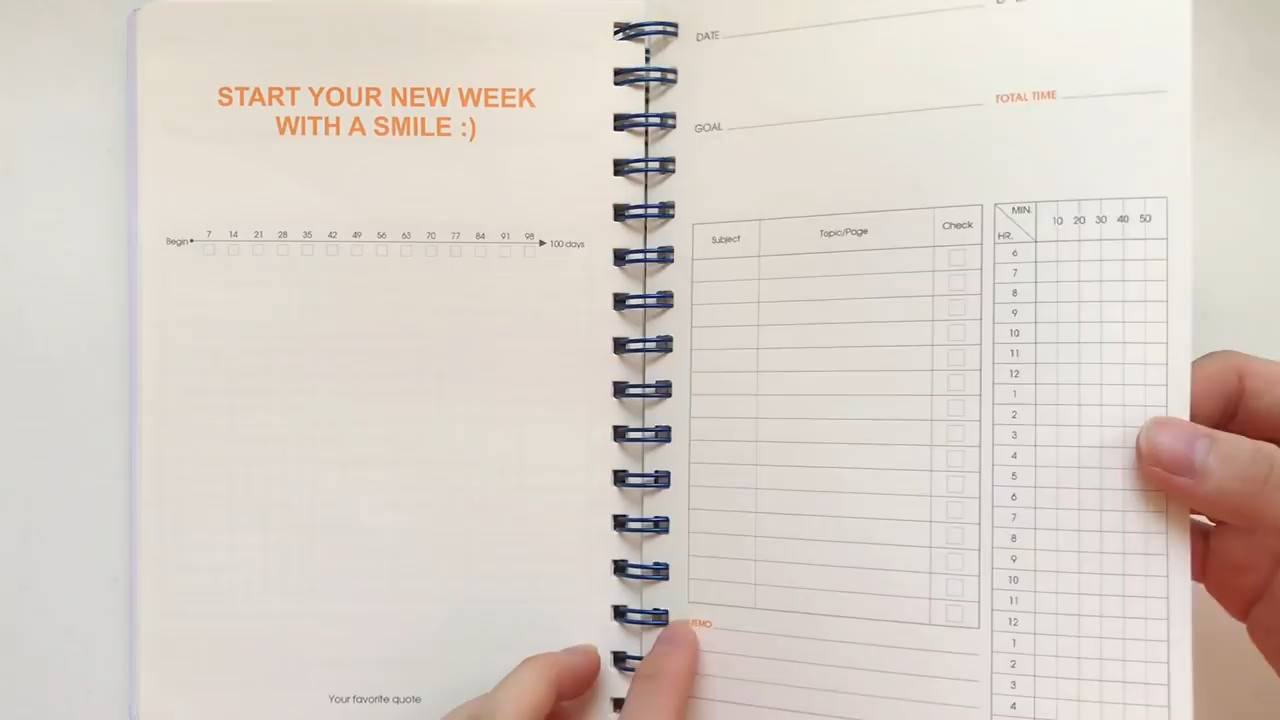 START YOUR NEW WEEK
WITH A SMILE :)
7 14 21 28 35 42 49 56 63 70 77 84 91 98
Begin 100 days
Your favorite quote
DATE
TOTAL TIME
GOAL
Subject Topic/Page Check
MEMO
MIN. 10 20 30 40 50
HR.
6
7
8
9
10
11
12
1
2
3
4
5
6
7
8
9
10
11
12
1
2
3
4